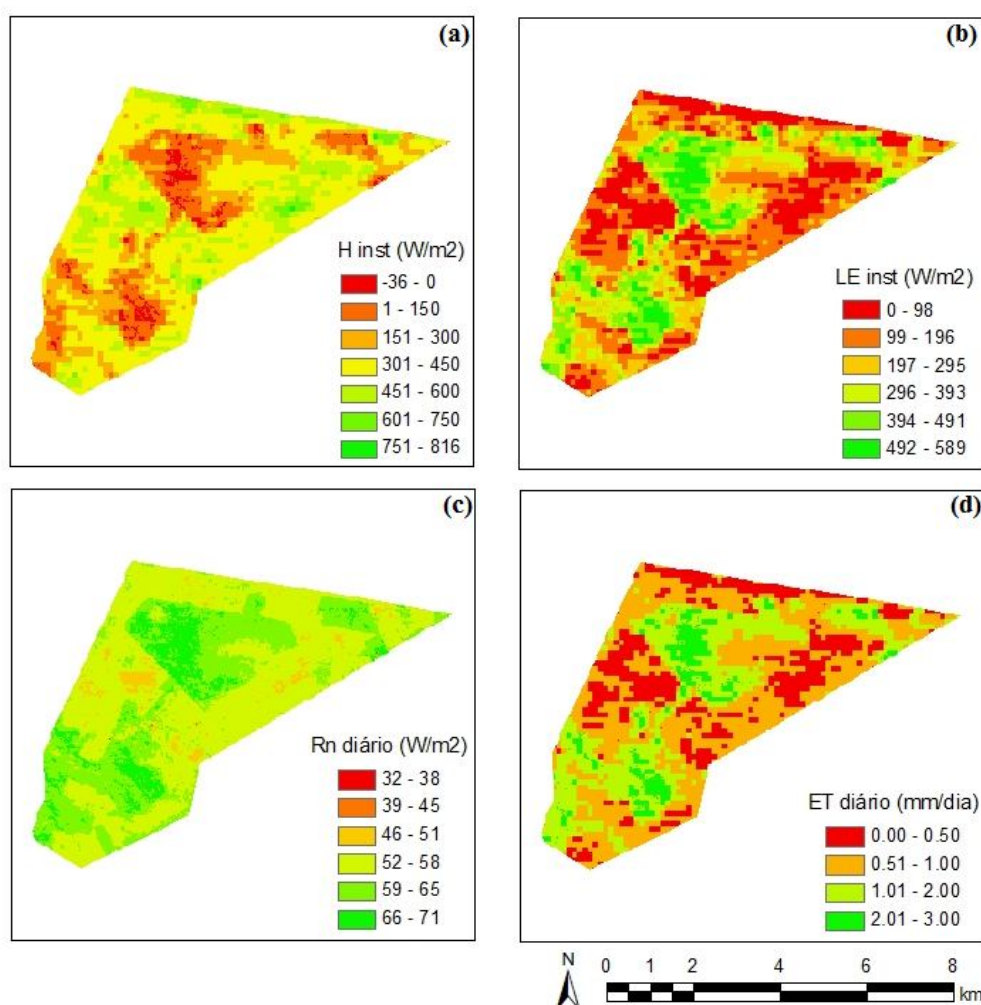 (a)
H inst (W/m2)
-36 - 0
1 - 150
151 - 300
301 - 450
451 - 600
601 - 750
751 - 816
(b)
LE inst (W/m2)
0 - 98
99 - 196
197 - 295
296 - 393
394 - 491
492 - 589
(c)
Rn diário (W/m2)
32 - 38
39 - 45
46 - 51
52 - 58
59 - 65
66 - 71
(d)
ET diário (mm/dia)
0.00 - 0.50
0.51 - 1.00
1.01 - 2.00
2.01 - 3.00
N
0 1 2 4 6 8
km